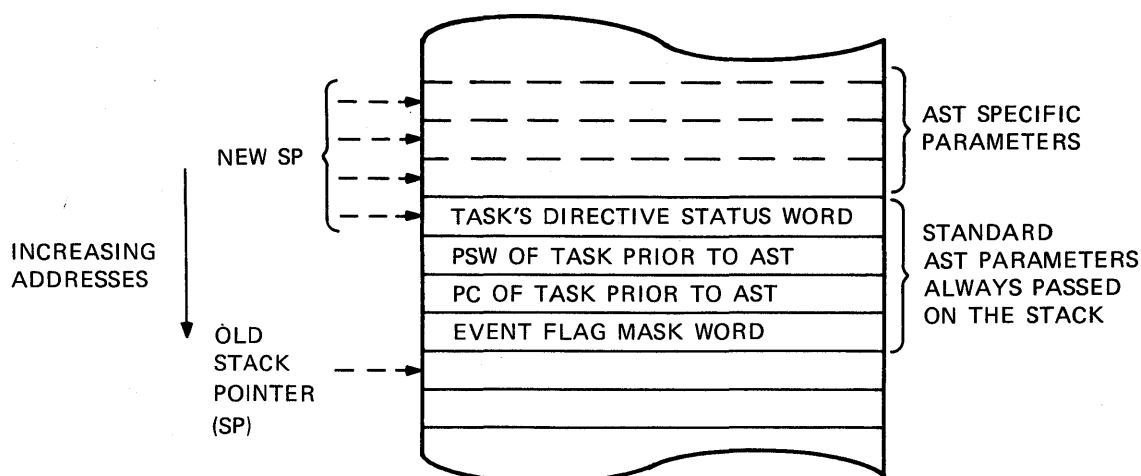 AST SPECIFIC
PARAMETERS
NEW SP
TASK'S DIRECTIVE STATUS WORD
PSW OF TASK PRIOR TO AST
PC OF TASK PRIOR TO AST
EVENT FLAG MASK WORD
STANDARD
AST PARAMETERS
ALWAYS PASSED
ON THE STACK
INCREASING
ADDRESSES
OLD
STACK
POINTER
(SP)